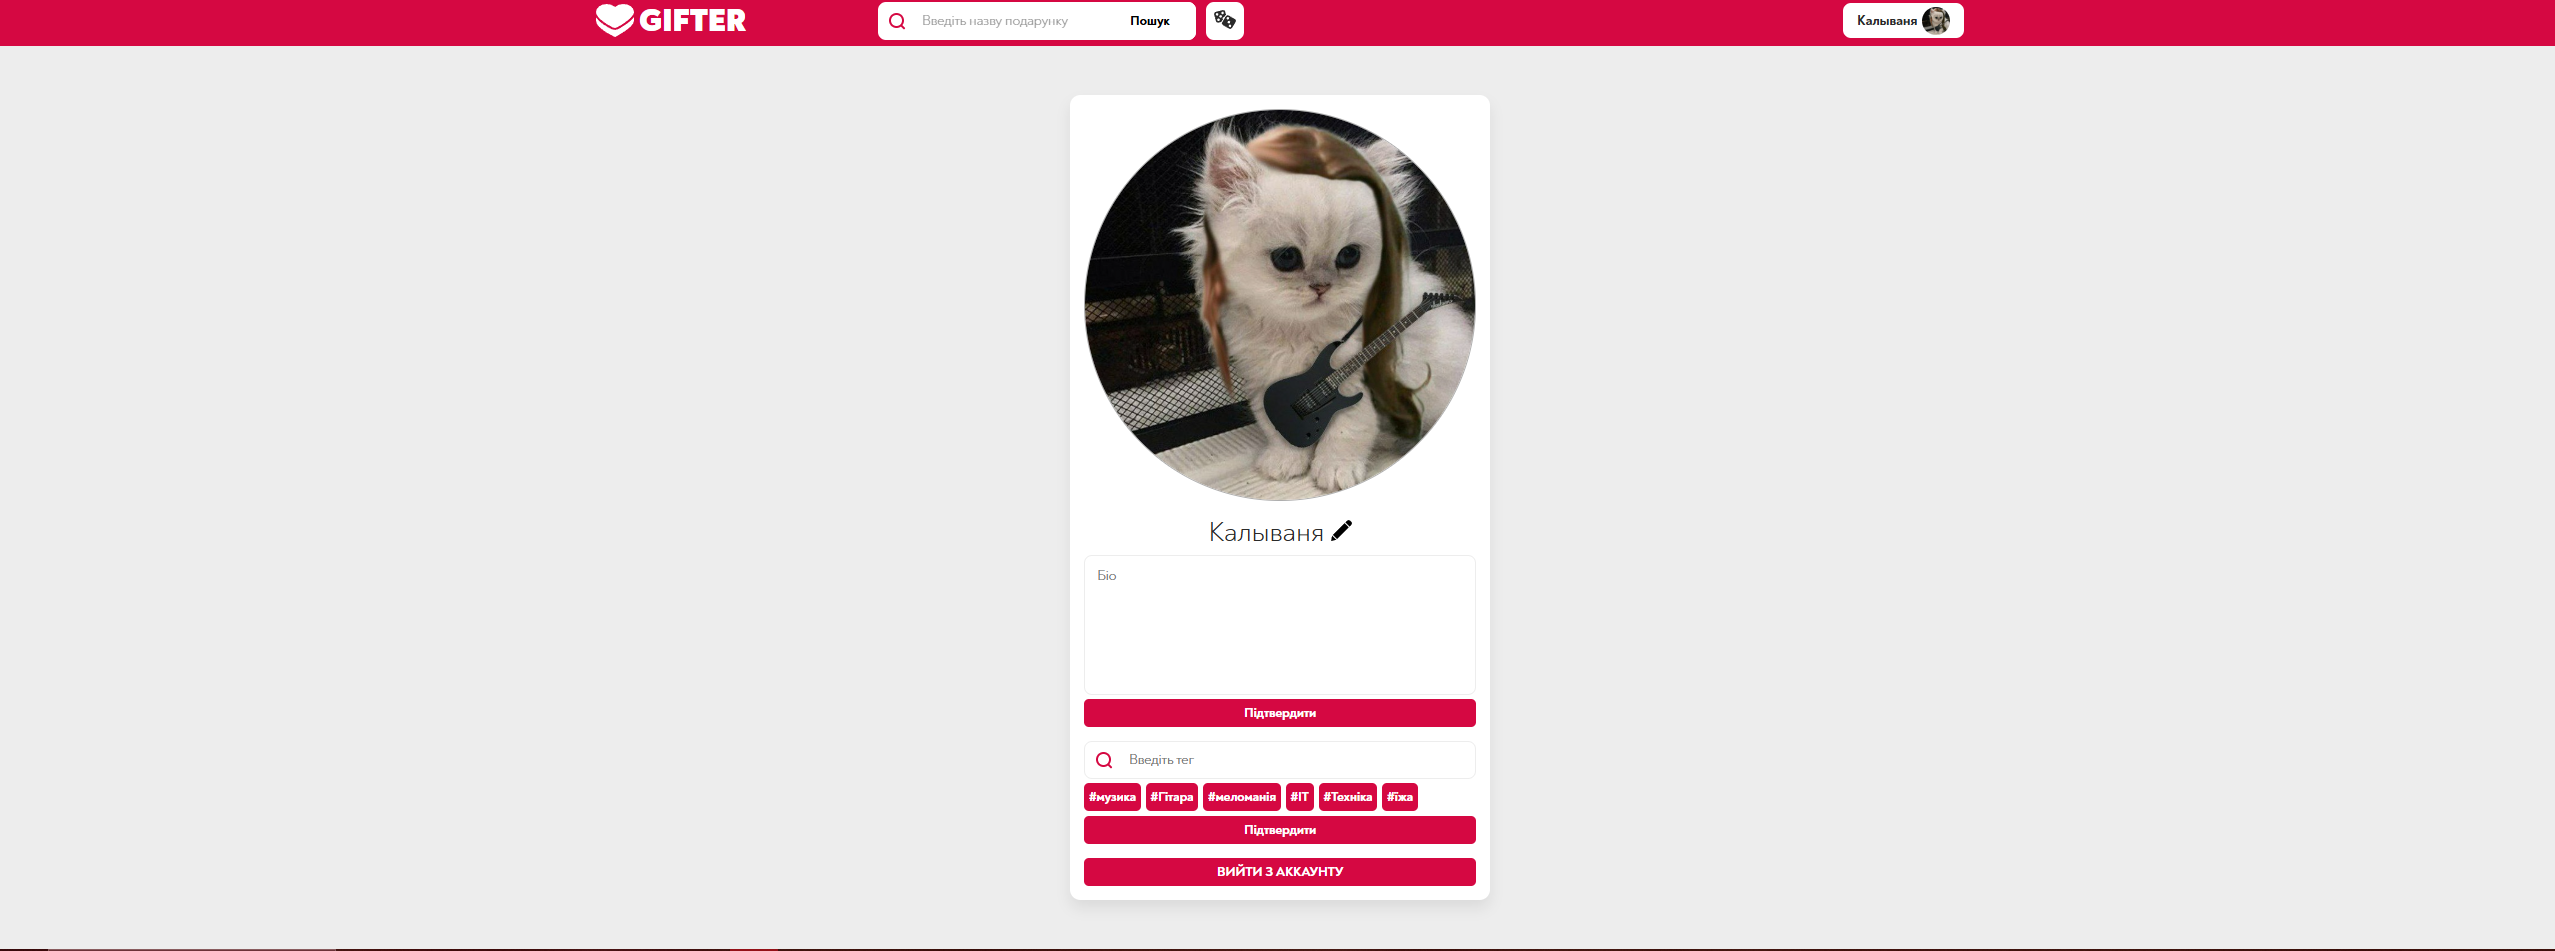 GIFTER
Введіть назву подарунку
Пошук
Калываня
Калываня
Біо
Підтвердити
Введіть тег
#музика #Гітара #меломанія #IT #Техніка #їжа
Підтвердити
ВИЙТИ З АККАУНТУ